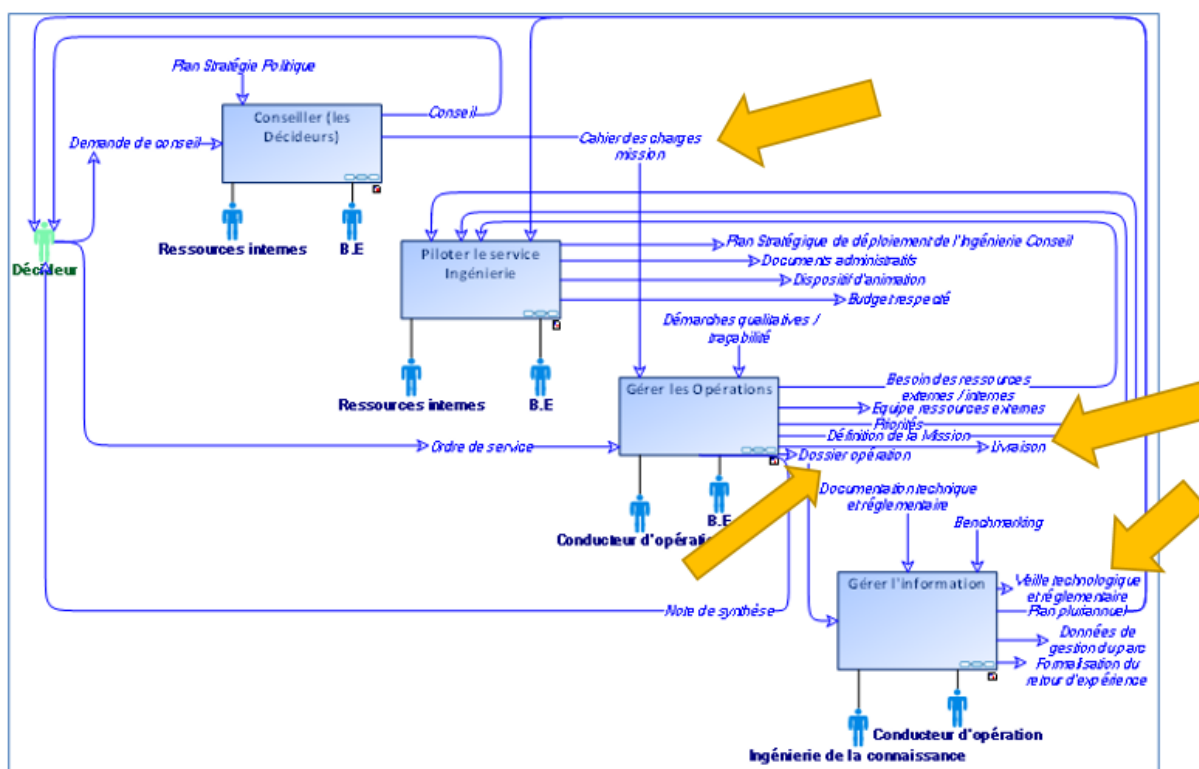 Plan Stratégie Politique
Conseiller (les
Décideurs)
Conseil
Demande de conseil
Cahier des charges
mission
Ressources internes
B.E
Décideur
Piloter le service
Ingénierie
Plan Stratégique de déploiement de l'Ingénierie Conseil
Documents administratifs
Dispositif d'animation
Budget respecté
Démarches qualitatives /
traçabilité
Ressources internes
B.E
Gérer les Opérations
Besoin des ressources
externes / internes
Equipe ressources externes
Priorités
Définition de la Mission
Livraison
Ordre de service
Dossier opération
Documentation technique
et réglementaire
B.E
Conducteur d'opération
Benchmarking
Gérer l'information
Veille technologique
et réglementaire
Plan pluriannuel
Note de synthèse
Données de
gestion du parc
Formalisation du
retour d'expérience
Conducteur d'opération
Ingénierie de la connaissance